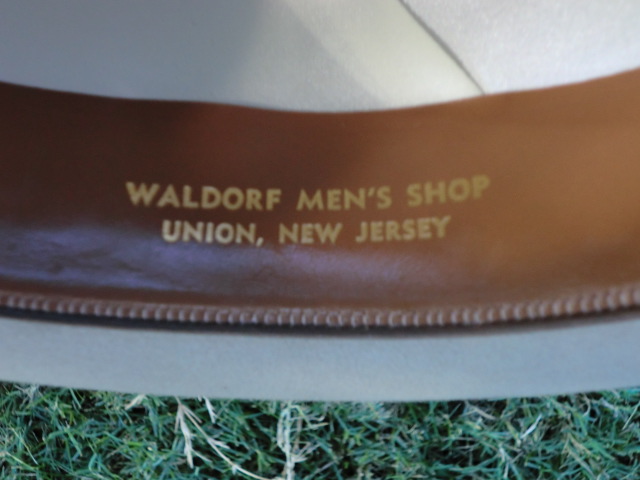 WALDORF MEN'S SHOP
UNION, NEW JERSEY